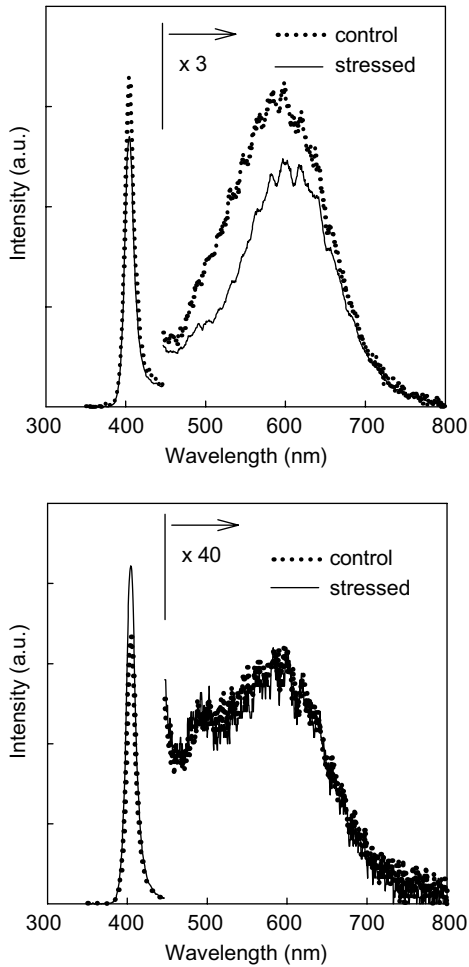 control
x 3
stressed
Intensity (a.u.)
300 400 500 600 700 800
Wavelength (nm)
x 40
control
stressed
Intensity (a.u.)
300 400 500 600 700 800
Wavelength (nm)